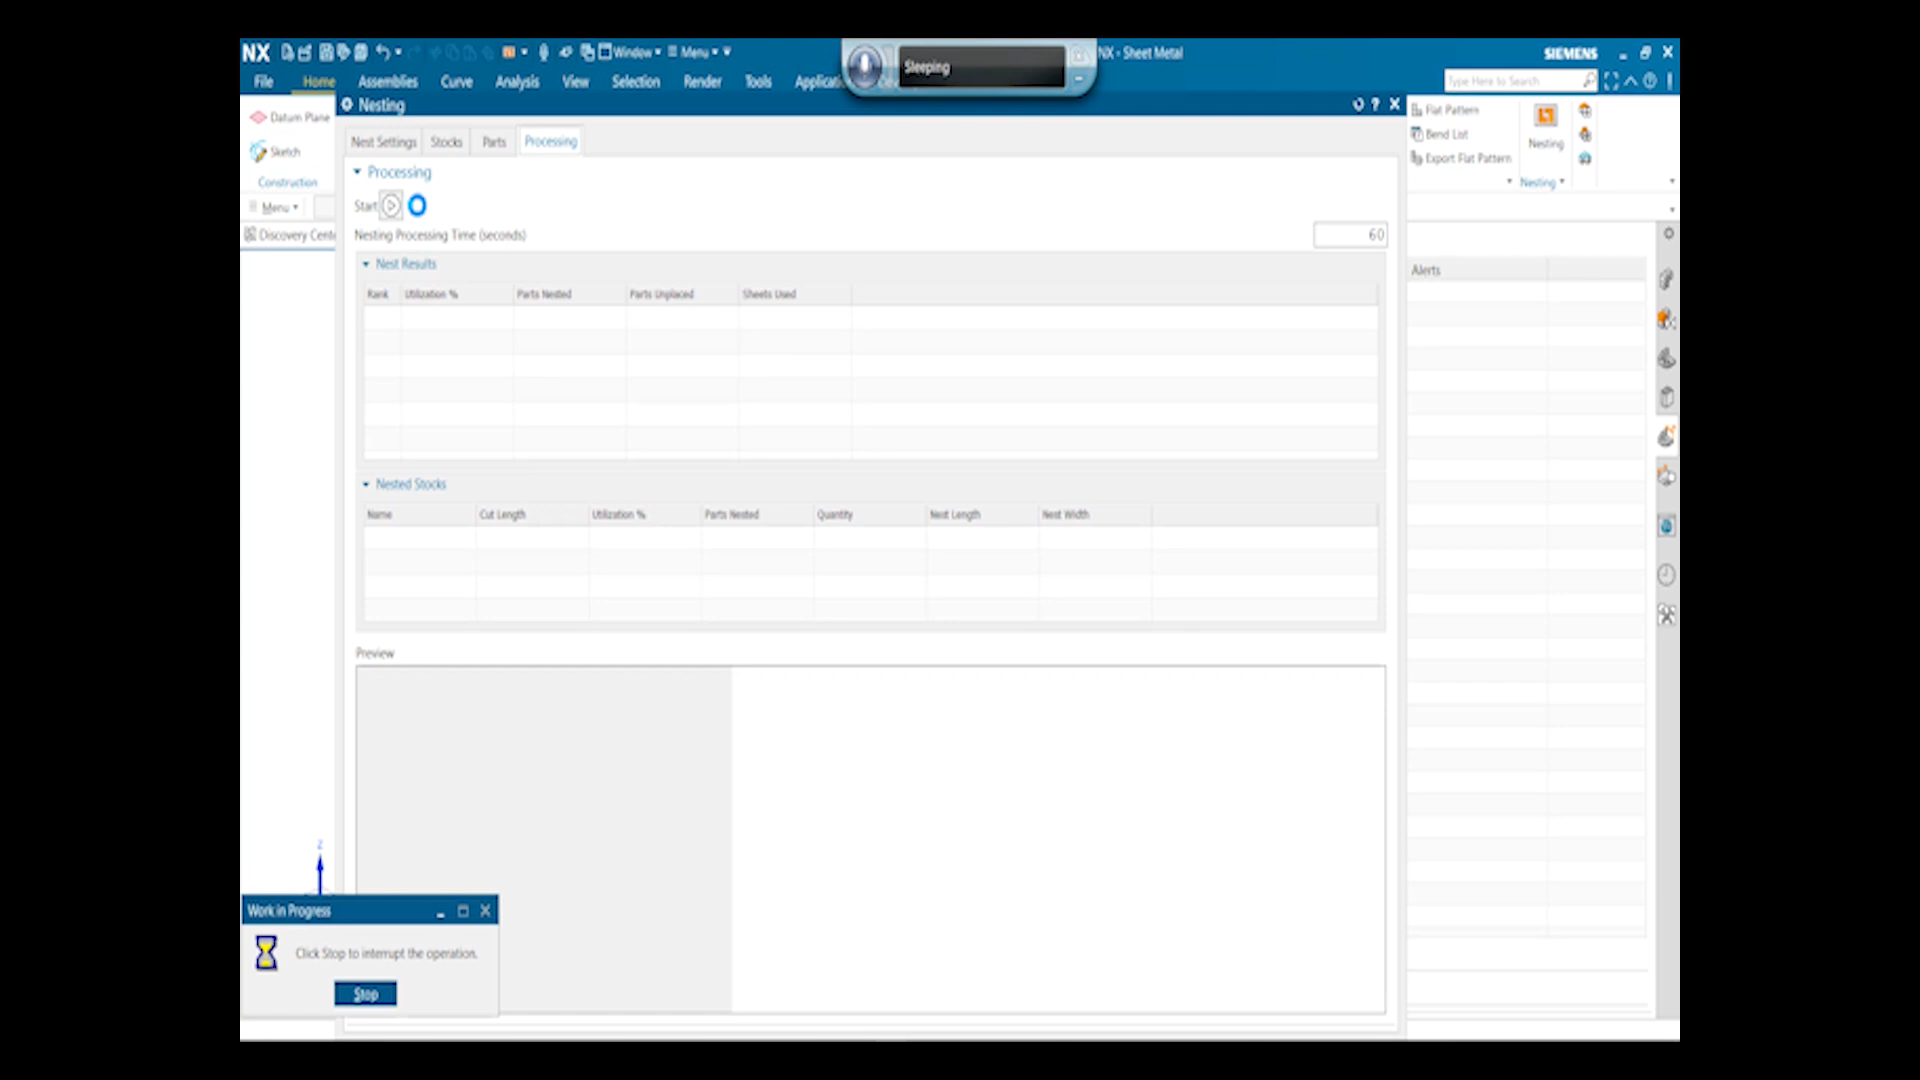 NX Window Menu Sleeping NX - Sheet Metal SIEMENS
File Home Assemblies Curve Analysis View Selection Render Tools Type Here to Search
Nesting
Datum Plane
Sketch
Construction
Menu
Nest Settings Stocks Parts Processing
Processing
Start
Nesting Processing Time (seconds) 60
Nest Results
Rank Utilization % Parts Nested Parts Unplaced Sheets Used
Nested Stocks
Name Cut Length Utilization % Parts Nested Quantity Nest Length Nest Width
Preview
Flat Pattern
Bend List
Export Flat Pattern
Nesting
Nesting
Alerts
Z
Work in Progress
Click Stop to interrupt the operation.
Stop